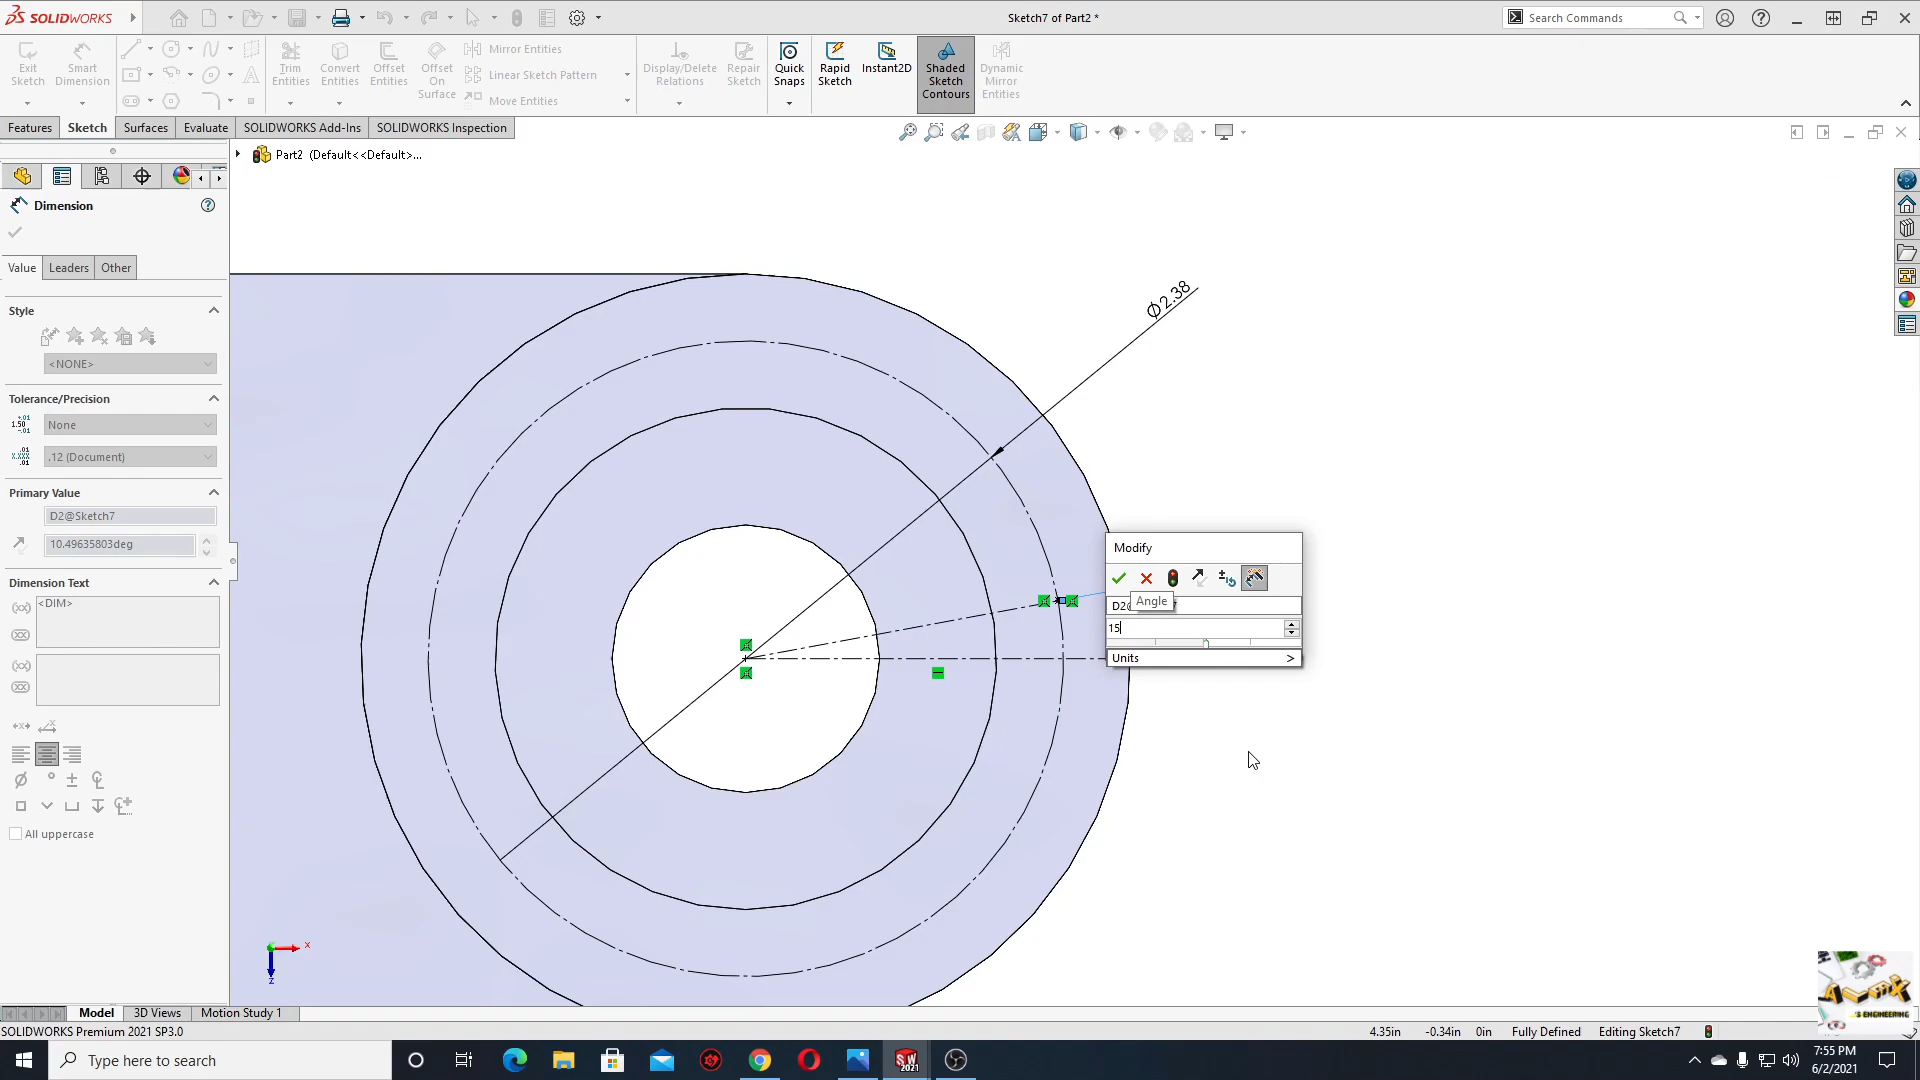 SOLIDWORKS
Sketch7 of Part2 *
Search Commands
Exit Sketch
Smart Dimension
Trim Entities
Convert Entities
Offset Entities
Offset On Surface
Mirror Entities
Linear Sketch Pattern
Move Entities
Display/Delete Relations
Repair Sketch
Quick Snaps
Rapid Sketch
Instant2D
Shaded Sketch Contours
Dynamic Mirror Entities
Features
Sketch
Surfaces
Evaluate
SOLIDWORKS Add-Ins
SOLIDWORKS Inspection
Part2 (Default<<Default>...
Dimension
Value
Leaders
Other
Style
<NONE>
Tolerance/Precision
None
.12 (Document)
Primary Value
D2@Sketch7
10.49635803deg
Dimension Text
<DIM>
All uppercase
Ø2.38
Modify
Angle
15
Units
x
z
Model
3D Views
Motion Study 1
SOLIDWORKS Premium 2021 SP3.0
4.35in
-0.34in
0in
Fully Defined
Editing Sketch7
Type here to search
7:55 PM
6/2/2021
'S ENGINEERING